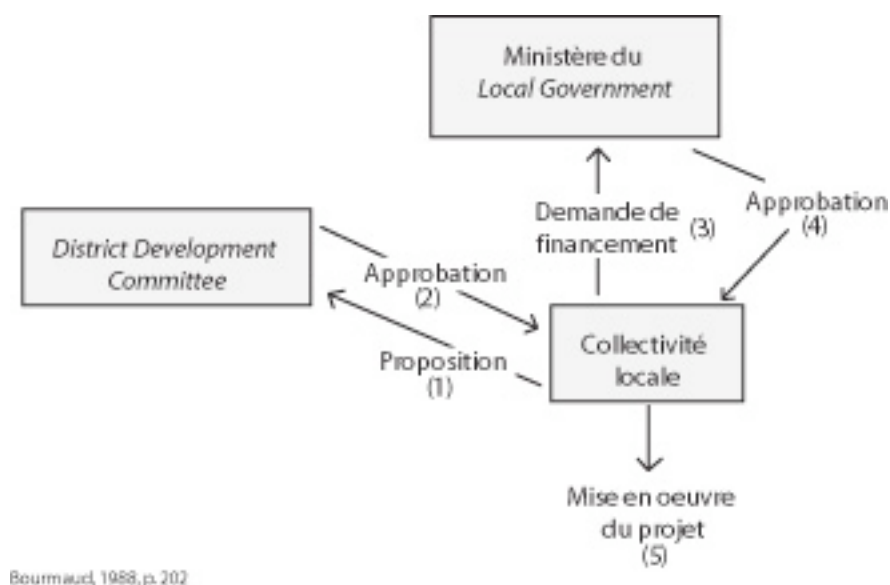 Ministère du
Local Government
Demande de
financement
(3)
Approbation
(4)
District Development
Committee
Approbation
(2)
Proposition
(1)
Collectivité
locale
Mise en oeuvre
du projet
(5)
Bourmaud, 1988, p. 202